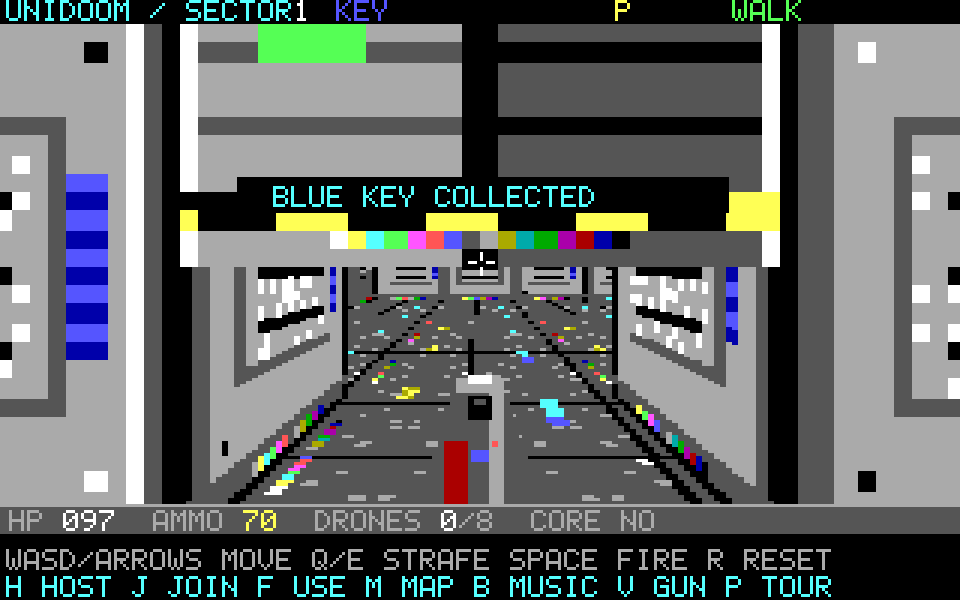 UNIDOOM / SECTOR1 KEY P WALK
BLUE KEY COLLECTED
HP 097 AMMO 70 DRONES 0/8 CORE NO
WASD/ARROWS MOVE Q/E STRAFE SPACE FIRE R RESET
H HOST J JOIN F USE M MAP B MUSIC V GUN P TOUR